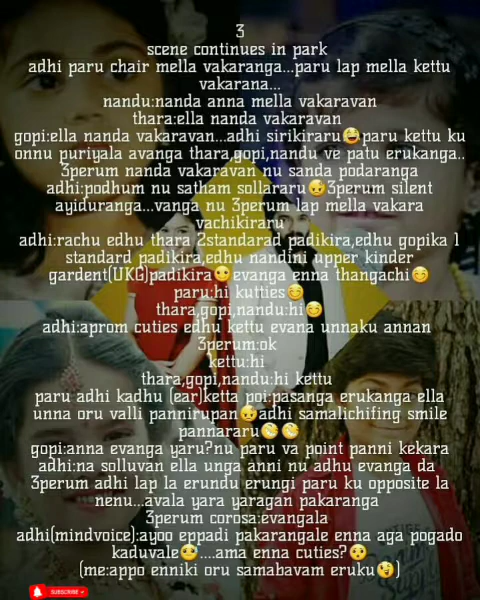 3
scene continues in park
adhi paru chair mella vakaranga...paru lap mella kettu
vakarana...
nandu:nanda anna mella vakaravan
thara:ella nanda vakaravan
gopi:ella nanda vakaravan...adhi sirikiraru😅paru kettu ku
onnu puriyala avanga thara,gopi,nandu ve patu erukanga..
3perum nanda vakaravan nu sanda podaranga
adhi:podhum nu satham sollararu😥3perum silent
ayiduranga...vanga nu 3perum lap mella vakara
vachikiraru
adhi:rachu edhu thara 2standarad padikira,edhu gopika 1
standard padikira,edhu nandini upper kinder
gardent(UKG)padikira🙂evanga enna thangachi😊
paru:hi kutties😊
thara,gopi,nandu:hi😊
adhi:aprom cuties edhu kettu evana unnaku annan
3perum:ok
kettu:hi
thara,gopi,nandu:hi kettu
paru adhi kadhu (ear)ketta poi:pasanga erukanga ella
unna oru valli pannirupan😥adhi samalichifing smile
pannararu🤣🤣
gopi:anna evanga yaru?nu paru va point panni kekara
adhi:na solluvan ella unga anni nu adhu evanga da
3perum adhi lap la erundu erungi paru ku opposite la
nenu...avala yara yaragan pakaranga
3perum corosa:evangala
adhi(mindvoice):ayoo eppadi pakarangale enna aga pogado
kaduvale😕....ama enna cuties?😟
(me:appo enniki oru samabavam eruku😉)
SUBSCRIBE